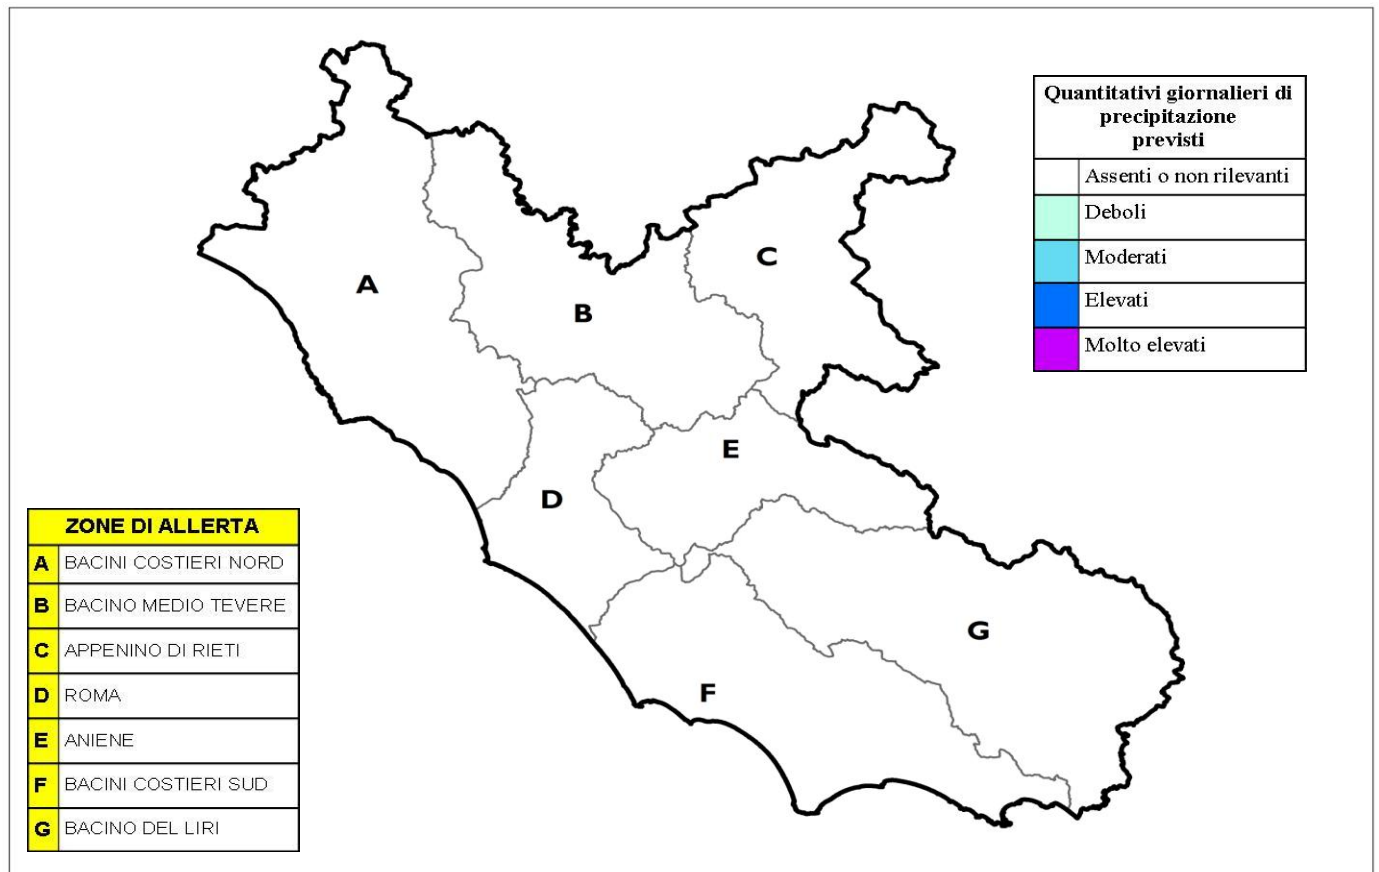 Quantitativi giornalieri di
precipitazione
previsti
Assenti o non rilevanti
Deboli
Moderati
Elevati
Molto elevati
A
B
C
D
E
F
G
ZONE DI ALLERTA
A BACINI COSTIERI NORD
B BACINO MEDIO TEVERE
C APPENINO DI RIETI
D ROMA
E ANIENE
F BACINI COSTIERI SUD
G BACINO DEL LIRI